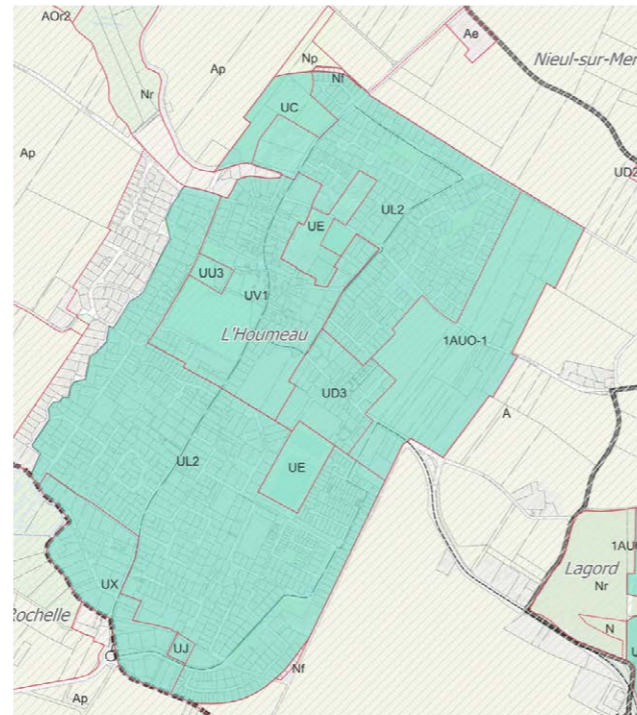 AOr2
Ap
Ae
Nieul-sur-Mer
Np
Nf
Nr
UC
Ap
UD2
UL2
UE
UU3
UV1
L'Houmeau
1AUO-1
UD3
A
UL2
UE
1AU
Lagord
Nr
UX
Rochelle
N
UJ
Nf
Ap